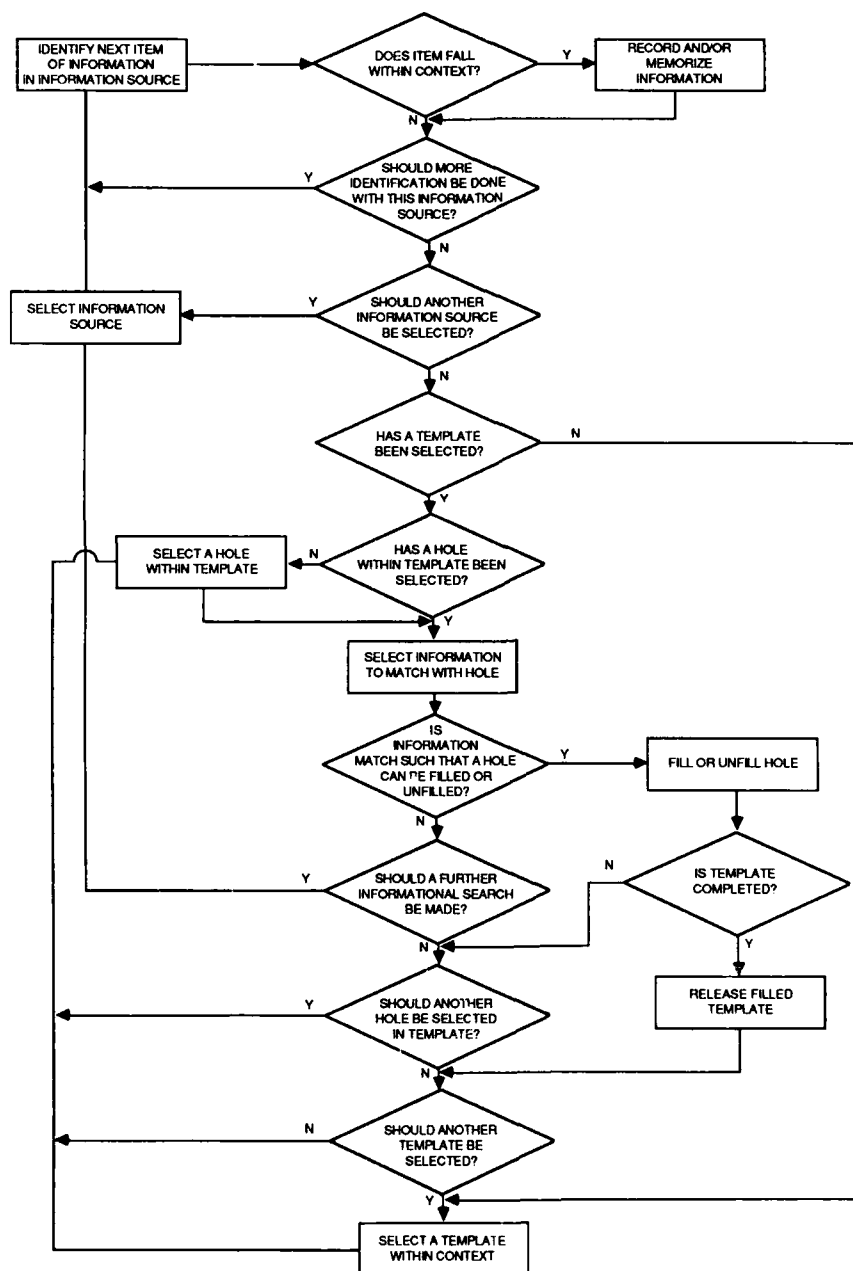 IDENTIFY NEXT ITEM
OF INFORMATION
IN INFORMATION SOURCE
DOES ITEM FALL
WITHIN CONTEXT?
Y
RECORD AND/OR
MEMORIZE
INFORMATION
N
SHOULD MORE
IDENTIFICATION BE DONE
WITH THIS INFORMATION
SOURCE?
Y
N
SELECT INFORMATION
SOURCE
Y
SHOULD ANOTHER
INFORMATION SOURCE
BE SELECTED?
N
HAS A TEMPLATE
BEEN SELECTED?
N
Y
SELECT A HOLE
WITHIN TEMPLATE
N
HAS A HOLE
WITHIN TEMPLATE BEEN
SELECTED?
Y
SELECT INFORMATION
TO MATCH WITH HOLE
IS
INFORMATION
MATCH SUCH THAT A HOLE
CAN BE FILLED OR
UNFILLED?
Y
FILL OR UNFILL HOLE
N
Y
SHOULD A FURTHER
INFORMATIONAL SEARCH
BE MADE?
N
IS TEMPLATE
COMPLETED?
N
Y
Y
SHOULD ANOTHER
HOLE BE SELECTED
IN TEMPLATE?
RELEASE FILLED
TEMPLATE
N
N
SHOULD ANOTHER
TEMPLATE BE
SELECTED?
Y
SELECT A TEMPLATE
WITHIN CONTEXT